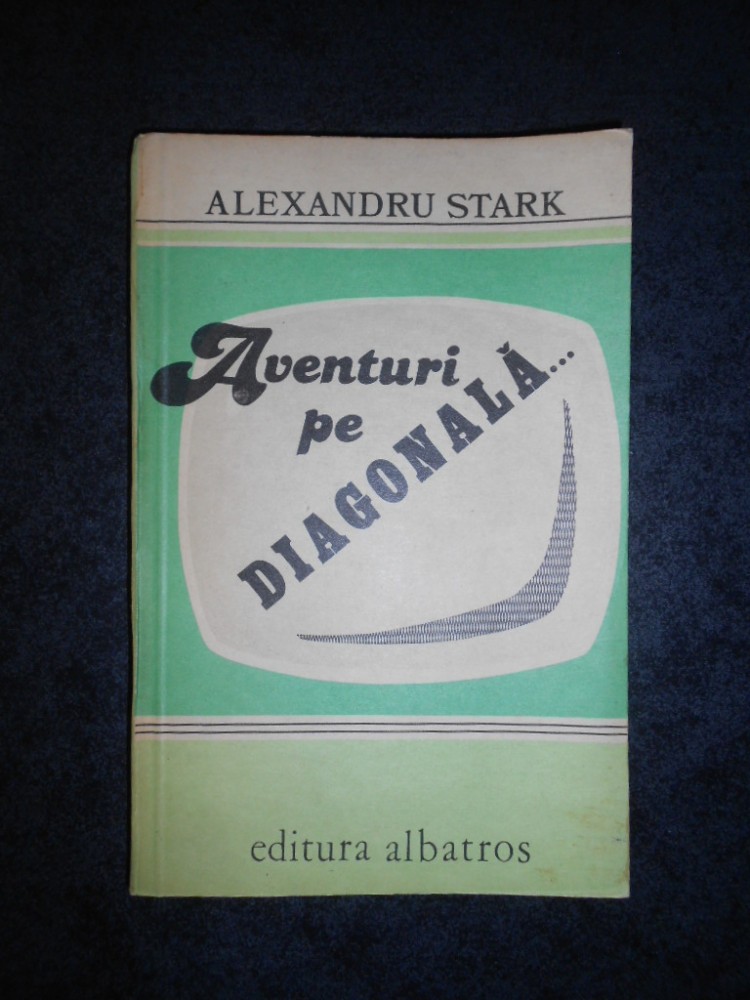 ALEXANDRU STARK
Aventuri
pe
DIAGONALĂ...
editura albatros